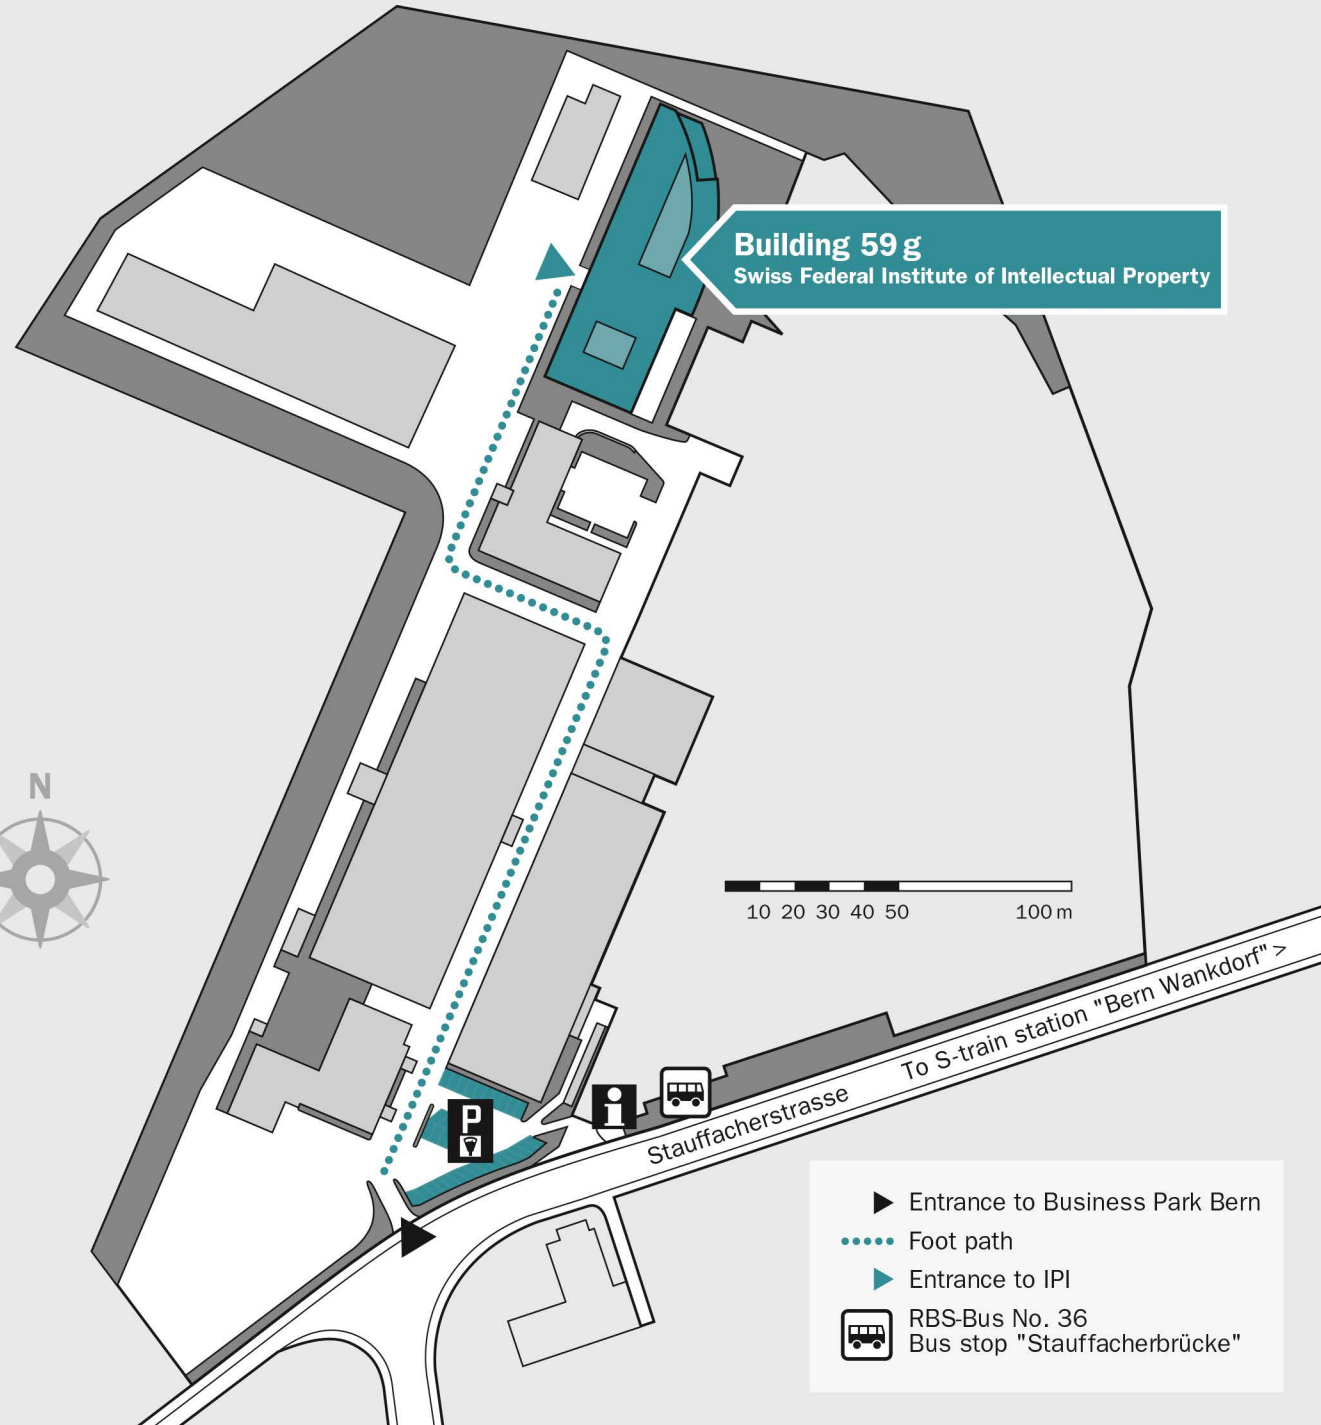 Building 59 g
Swiss Federal Institute of Intellectual Property
N
10 20 30 40 50 100 m
To S-train station "Bern Wankdorf" >
Stauffacherstrasse
P
i
Entrance to Business Park Bern
Foot path
Entrance to IPI
RBS-Bus No. 36
Bus stop "Stauffacherbrücke"